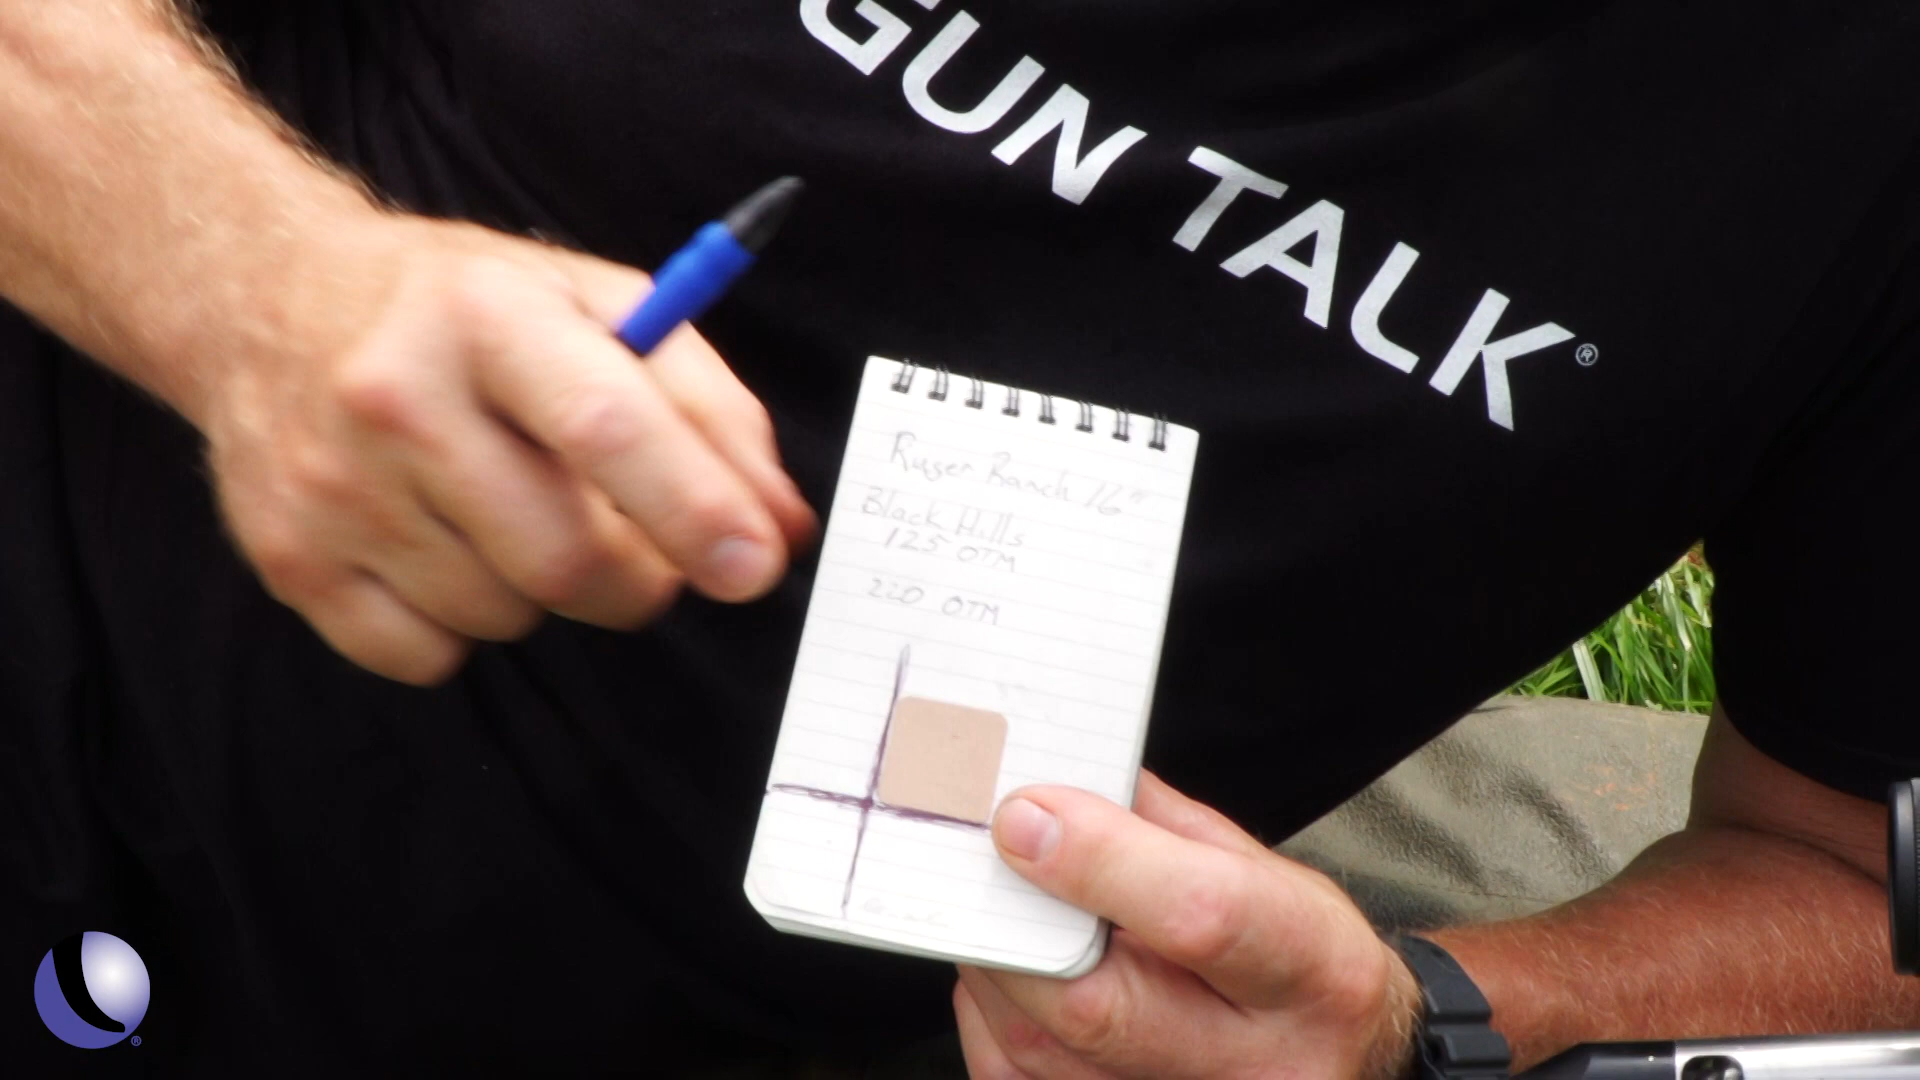 GUN TALK®
Ruger Ranch 16"
Black Hills
125 OTM
220 OTM
®